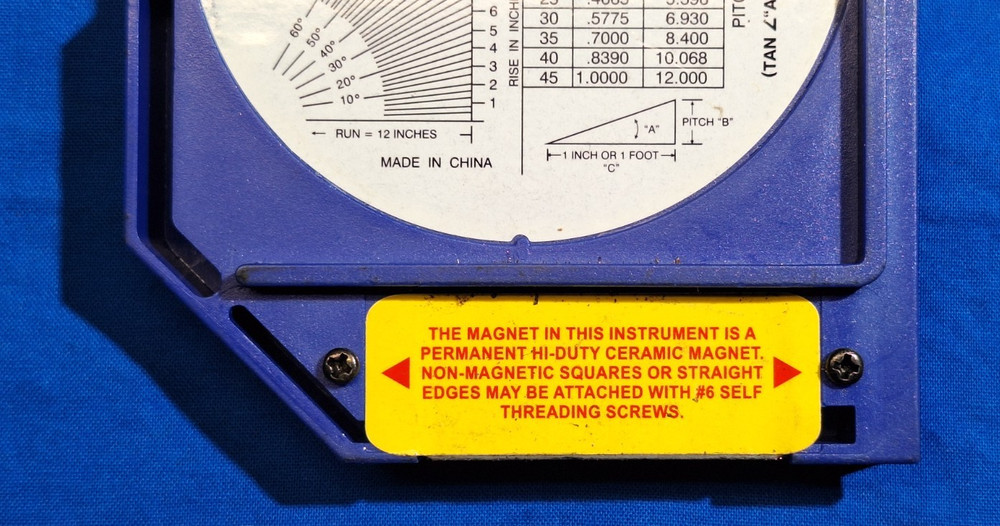 60°
50°
40°
30°
20°
10°
6
5
4
3
2
1
RISE IN INCH
← RUN = 12 INCHES
MADE IN CHINA
30 .5775 6.930
35 .7000 8.400
40 .8390 10.068
45 1.0000 12.000
(TAN ∠ "A
"A"
PITCH "B"
1 INCH OR 1 FOOT
"C"
THE MAGNET IN THIS INSTRUMENT IS A
PERMANENT HI-DUTY CERAMIC MAGNET.
NON-MAGNETIC SQUARES OR STRAIGHT
EDGES MAY BE ATTACHED WITH #6 SELF
THREADING SCREWS.